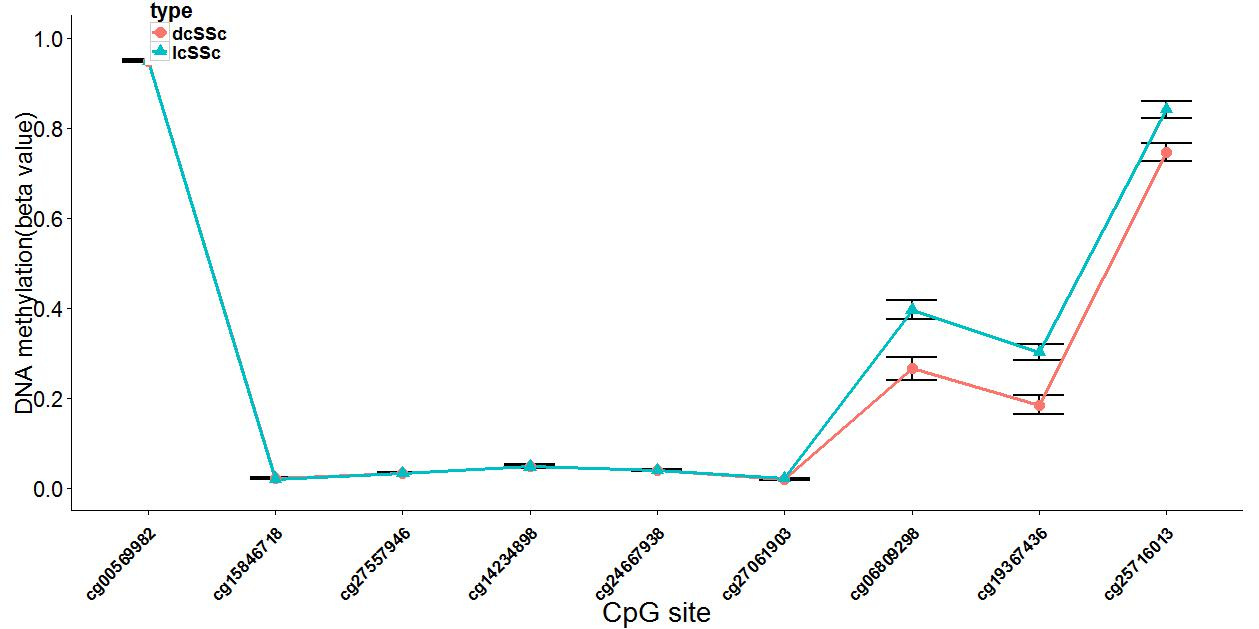 type
dcSSc
lcSSc
DNA methylation(beta value)
1.0
0.8
0.6
0.4
0.2
0.0
cg00569982
cg15846718
cg27557946
cg14234898
cg24667938
cg27061903
cg06809298
cg19367436
cg25716013
CpG site